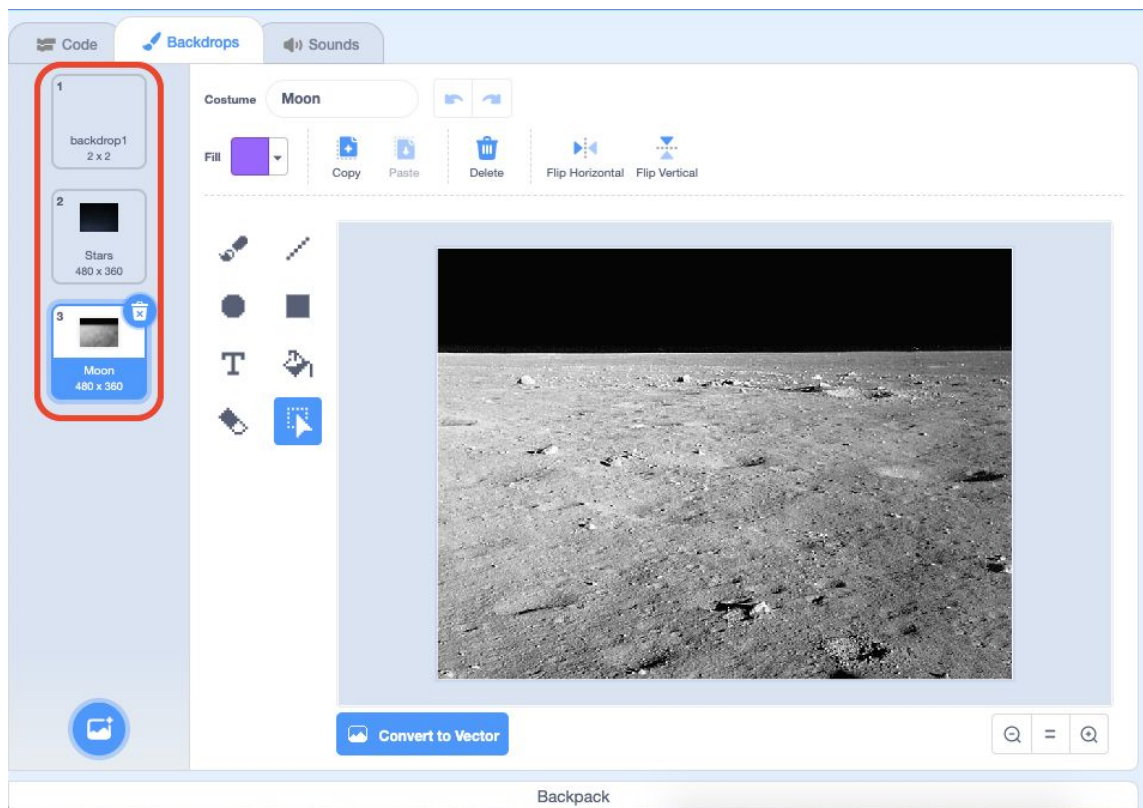 Code
Backdrops
Sounds
1
backdrop1
2 x 2
2
Stars
480 x 360
3
Moon
480 x 360
Costume
Moon
Fill
Copy
Paste
Delete
Flip Horizontal
Flip Vertical
T
Convert to Vector
=
Backpack